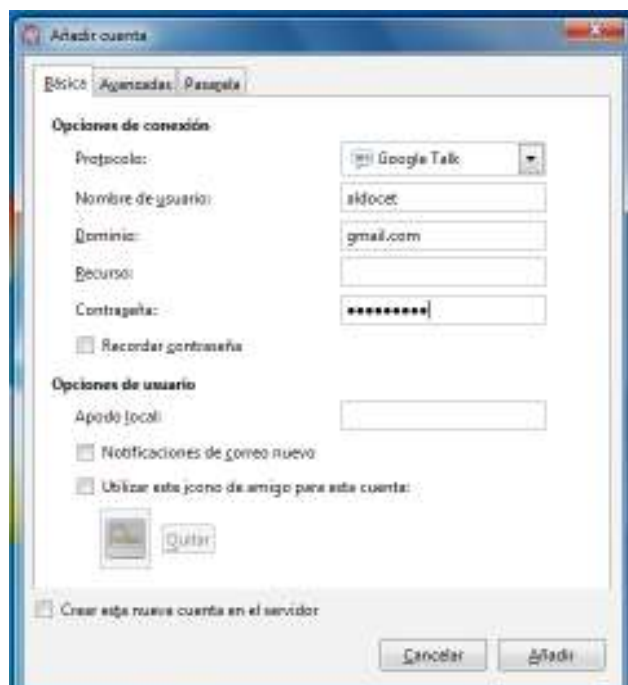 Añadir cuenta
Básica Avanzadas Pasarela
Opciones de conexión
Protocolo: Google Talk
Nombre de usuario: aldocet
Dominio: gmail.com
Recurso:
Contraseña: •••••••••
Recordar contraseña
Opciones de usuario
Apodo local:
Notificaciones de correo nuevo
Utilizar este icono de amigo para esta cuenta:
Quitar
Crear esta nueva cuenta en el servidor
Cancelar Añadir